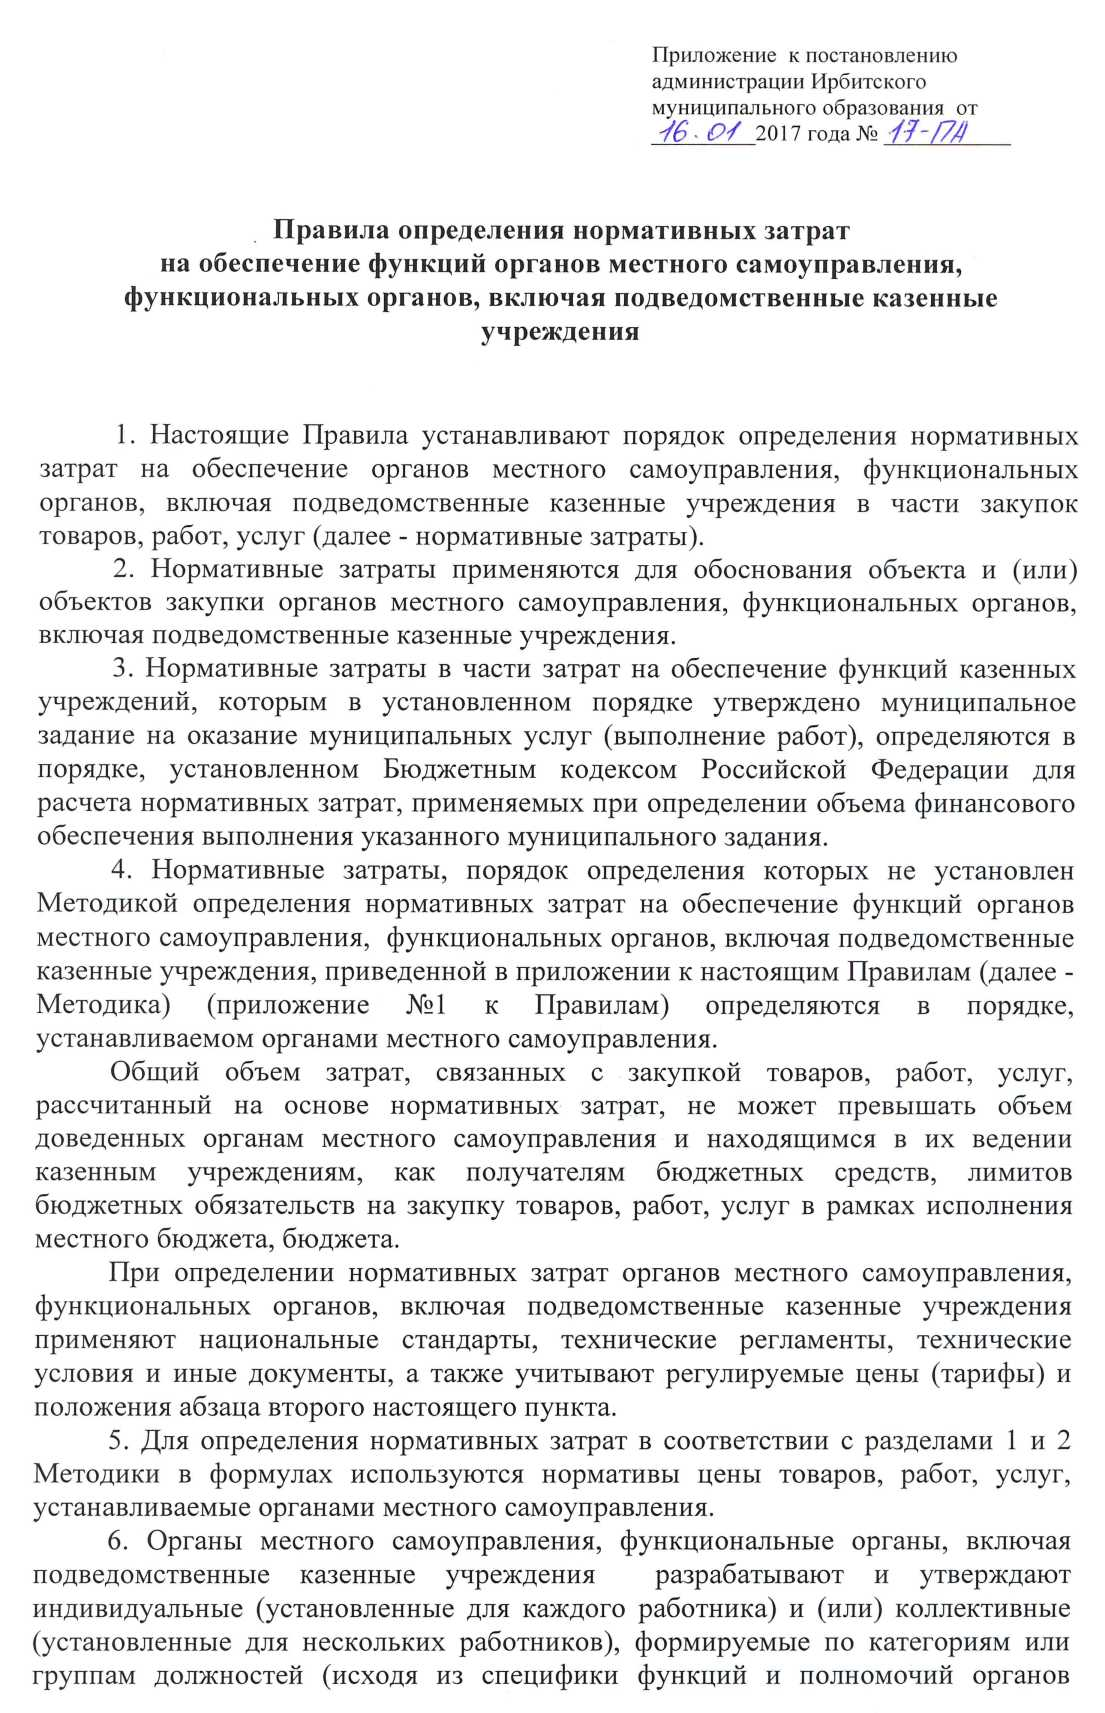 Приложение к постановлению
администрации Ирбитского
муниципального образования от
16.01 2017 года № 17-ПА
Правила определения нормативных затрат
на обеспечение функций органов местного самоуправления,
функциональных органов, включая подведомственные казенные
учреждения
1. Настоящие Правила устанавливают порядок определения нормативных
затрат на обеспечение органов местного самоуправления, функциональных
органов, включая подведомственные казенные учреждения в части закупок
товаров, работ, услуг (далее - нормативные затраты).
2. Нормативные затраты применяются для обоснования объекта и (или)
объектов закупки органов местного самоуправления, функциональных органов,
включая подведомственные казенные учреждения.
3. Нормативные затраты в части затрат на обеспечение функций казенных
учреждений, которым в установленном порядке утверждено муниципальное
задание на оказание муниципальных услуг (выполнение работ), определяются в
порядке, установленном Бюджетным кодексом Российской Федерации для
расчета нормативных затрат, применяемых при определении объема финансового
обеспечения выполнения указанного муниципального задания.
4. Нормативные затраты, порядок определения которых не установлен
Методикой определения нормативных затрат на обеспечение функций органов
местного самоуправления, функциональных органов, включая подведомственные
казенные учреждения, приведенной в приложении к настоящим Правилам (далее -
Методика) (приложение №1 к Правилам) определяются в порядке,
устанавливаемом органами местного самоуправления.
Общий объем затрат, связанных с закупкой товаров, работ, услуг,
рассчитанный на основе нормативных затрат, не может превышать объем
доведенных органам местного самоуправления и находящимся в их ведении
казенным учреждениям, как получателям бюджетных средств, лимитов
бюджетных обязательств на закупку товаров, работ, услуг в рамках исполнения
местного бюджета, бюджета.
При определении нормативных затрат органов местного самоуправления,
функциональных органов, включая подведомственные казенные учреждения
применяют национальные стандарты, технические регламенты, технические
условия и иные документы, а также учитывают регулируемые цены (тарифы) и
положения абзаца второго настоящего пункта.
5. Для определения нормативных затрат в соответствии с разделами 1 и 2
Методики в формулах используются нормативы цены товаров, работ, услуг,
устанавливаемые органами местного самоуправления.
6. Органы местного самоуправления, функциональные органы, включая
подведомственные казенные учреждения разрабатывают и утверждают
индивидуальные (установленные для каждого работника) и (или) коллективные
(установленные для нескольких работников), формируемые по категориям или
группам должностей (исходя из специфики функций и полномочий органов